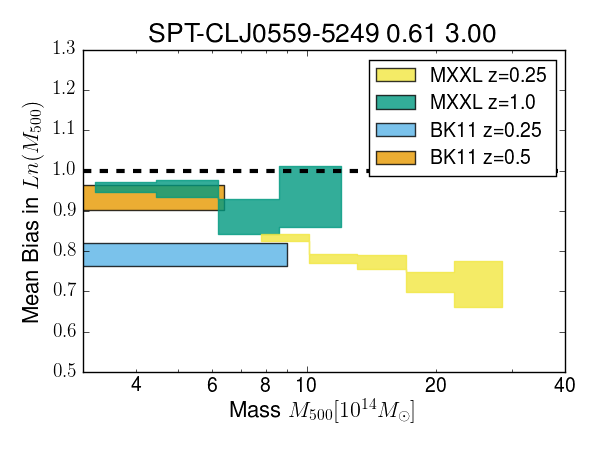 SPT-CLJ0559-5249 0.61 3.00
MXXL z=0.25
MXXL z=1.0
BK11 z=0.25
BK11 z=0.5
Mean Bias in Ln(M₅₀₀)
1.3
1.2
1.1
1.0
0.9
0.8
0.7
0.6
0.5
4 6 8 10 20 40
Mass M₅₀₀[10¹⁴M☉]